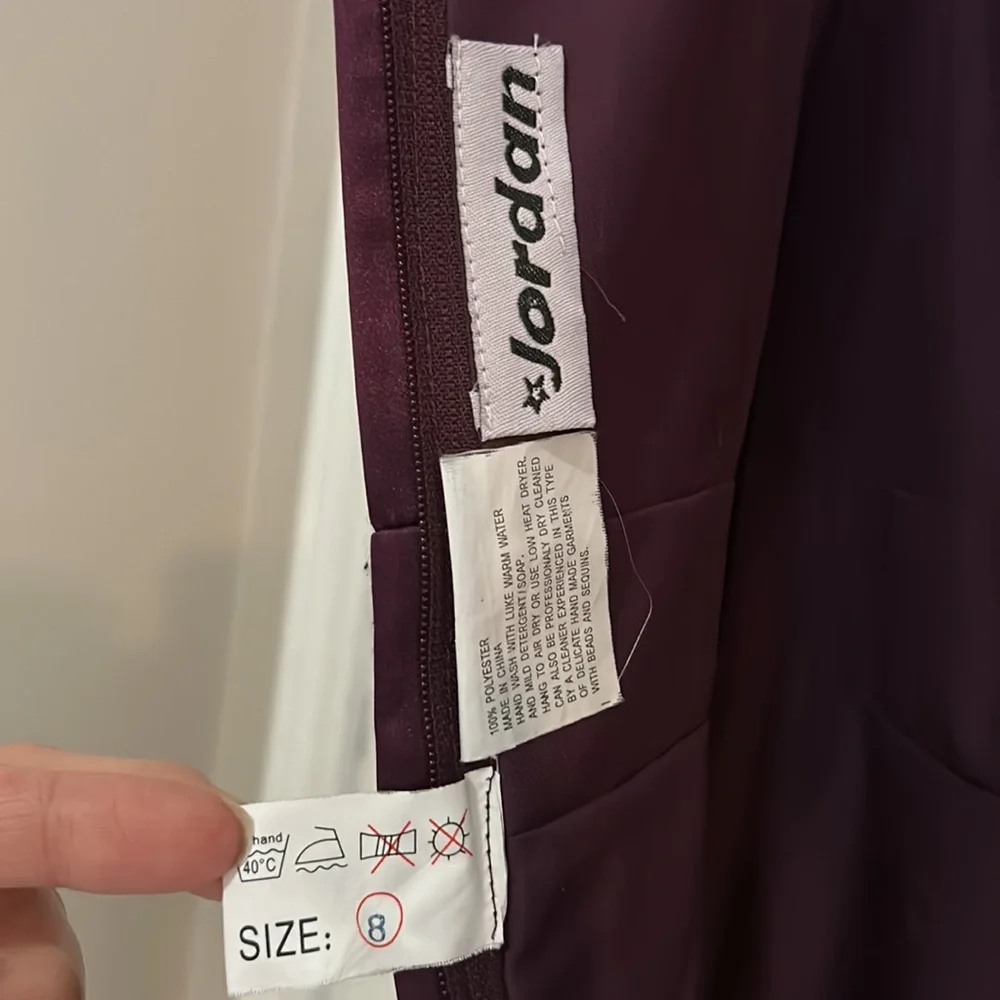 Jordan
100% POLYESTER
MADE IN CHINA
HAND WASH WITH LUKE WARM WATER
AND MILD DETERGENT/SOAP.
HANG TO AIR DRY OR USE LOW HEAT DRYER.
CAN ALSO BE PROFESSIONALY DRY CLEANED
BY A CLEANER EXPERIENCED IN THIS TYPE
OF DELICATE HAND MADE GARMENTS
WITH BEADS AND SEQUINS.
hand
40°C
SIZE: 8